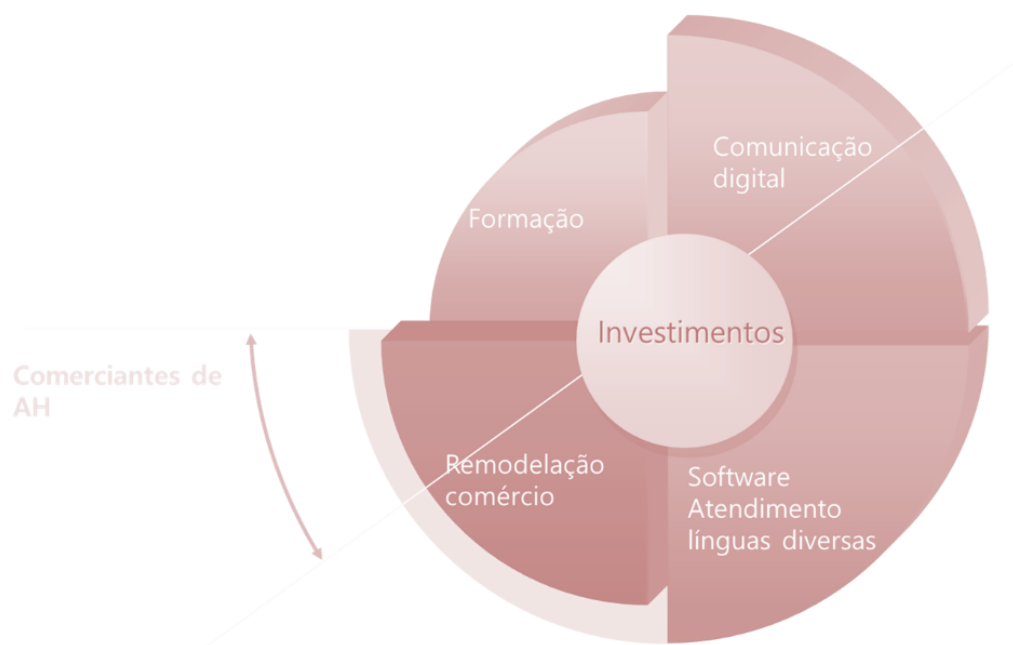 Comunicação
digital
Formação
Investimentos
Comerciantes de
AH
Remodelação
comércio
Software
Atendimento
línguas diversas